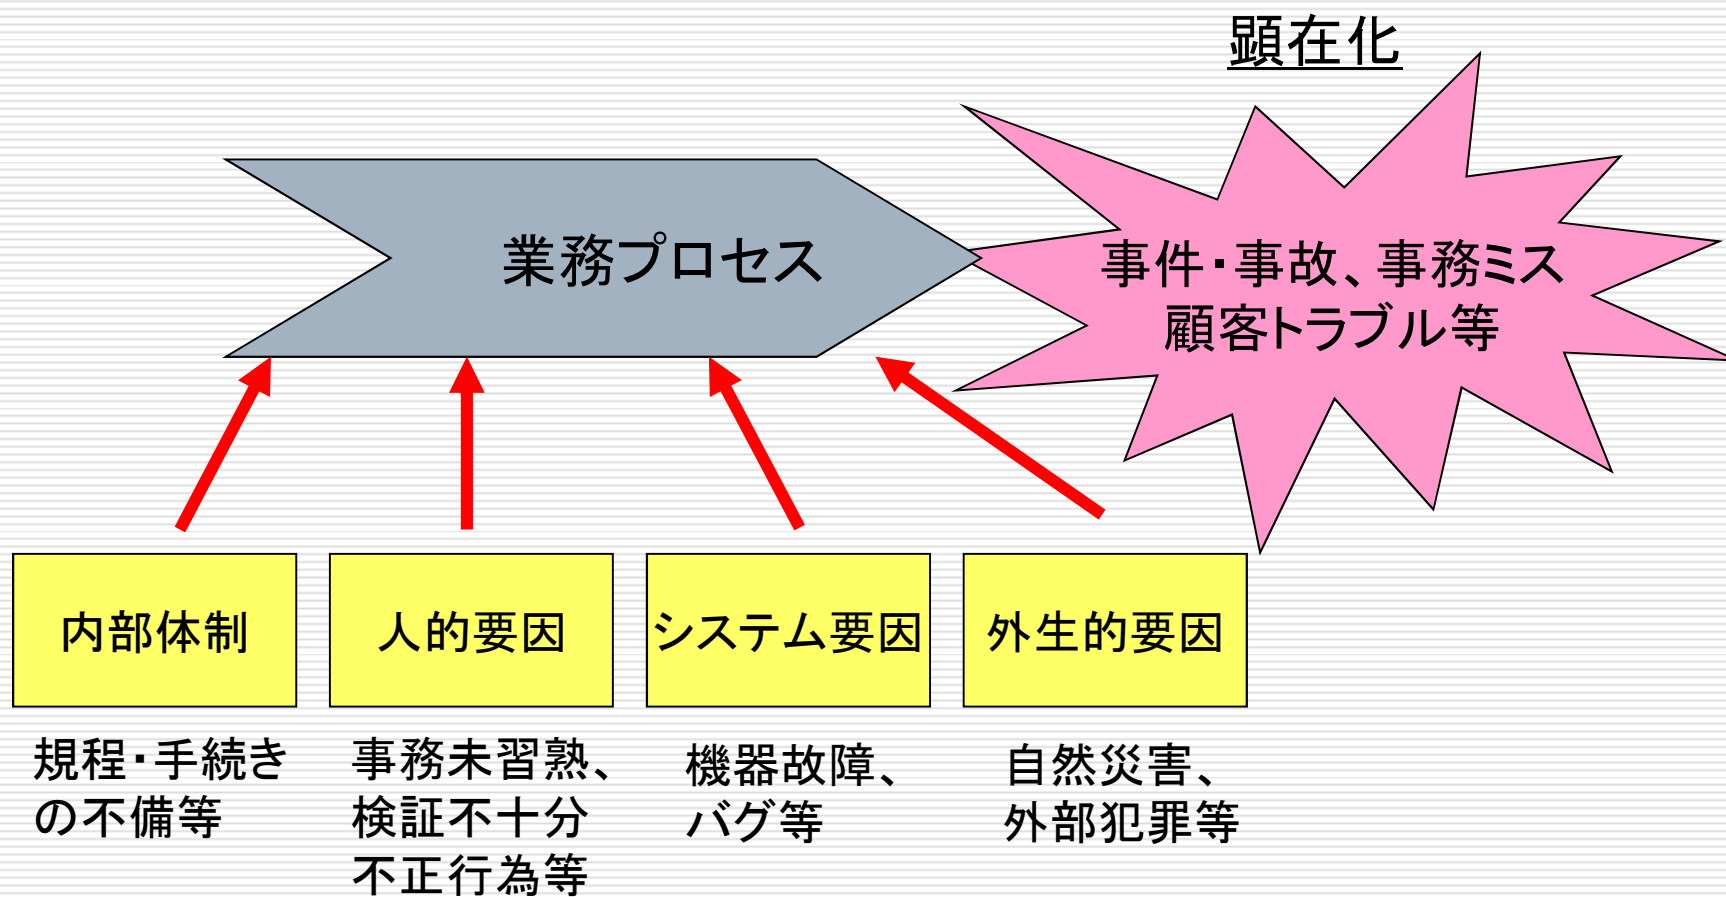 顕在化
業務プロセス
事件・事故、事務ミス
顧客トラブル等
内部体制
人的要因
システム要因
外生的要因
規程・手続き
の不備等
事務未習熟、
検証不十分
不正行為等
機器故障、
バグ等
自然災害、
外部犯罪等